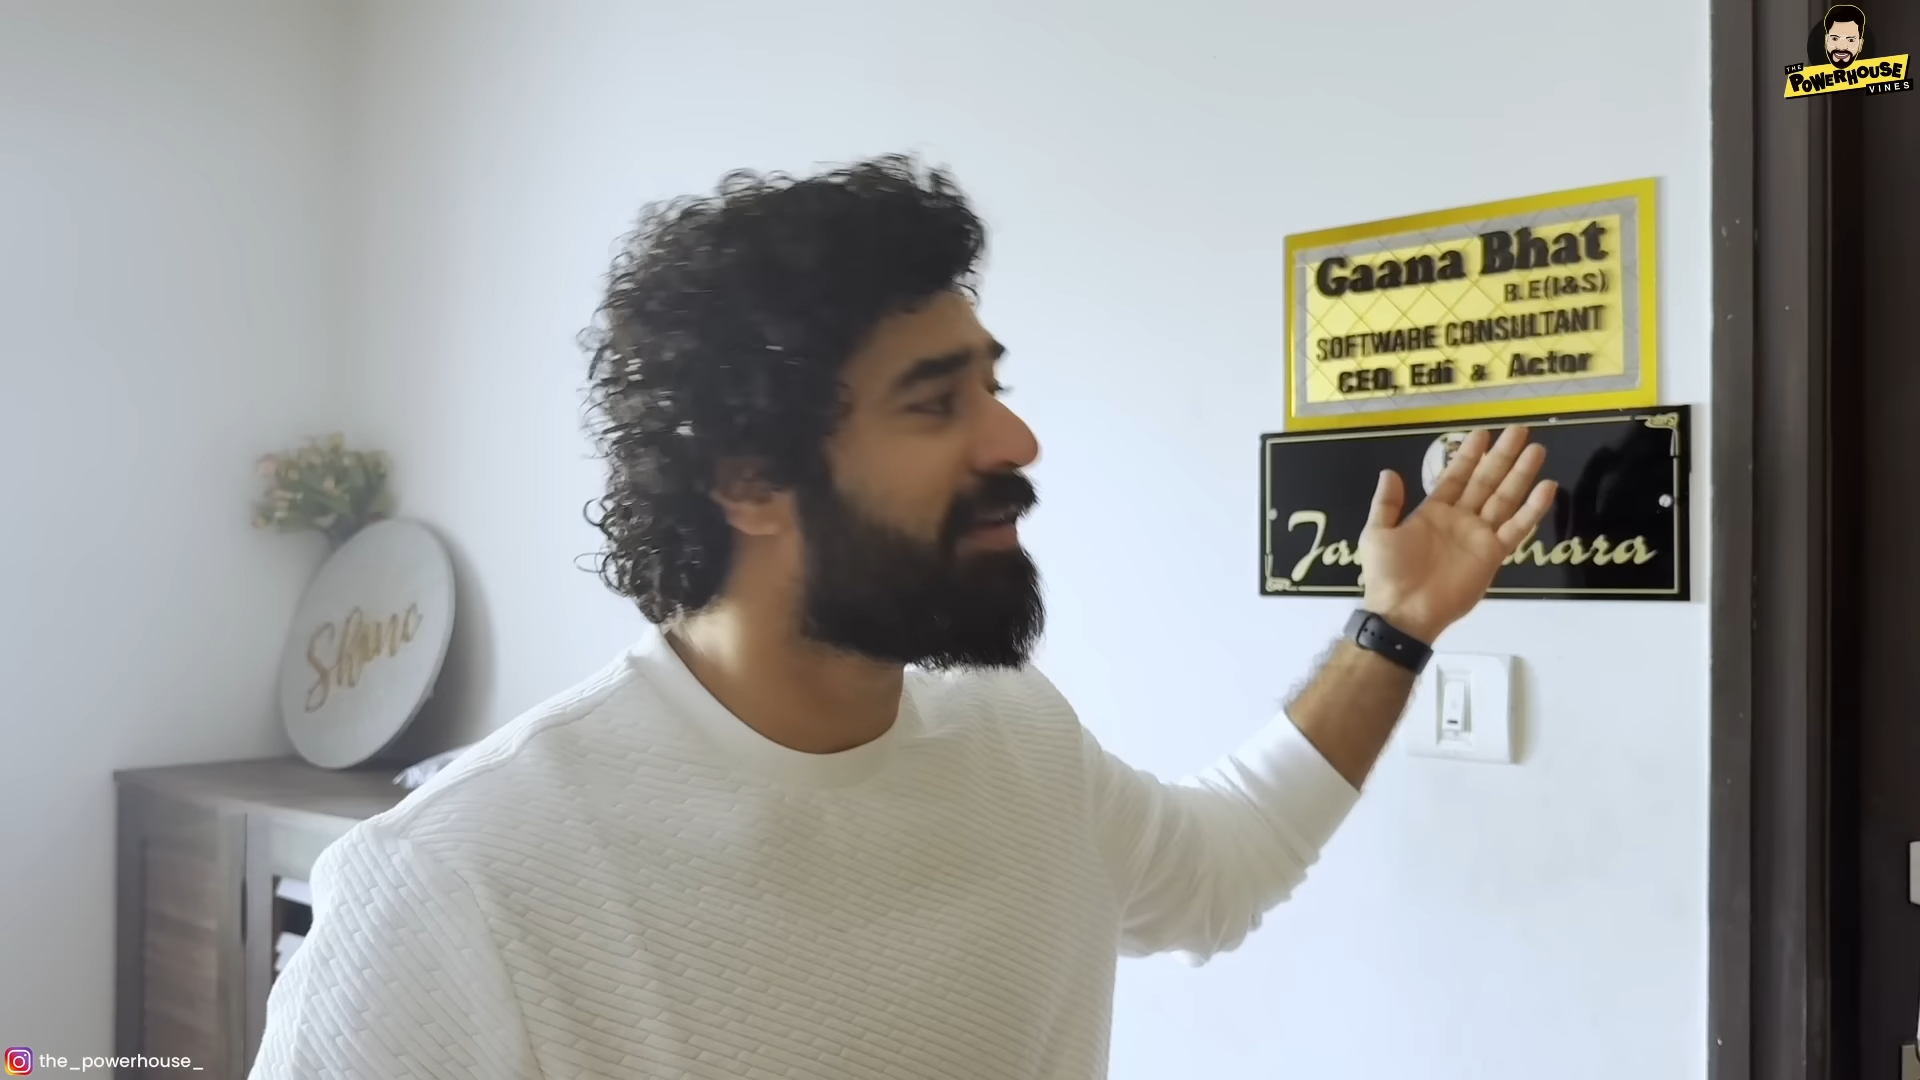 THE
POWERHOUSE
VINES
Gaana Bhat
B.E(I&S)
SOFTWARE CONSULTANT
CEO, Edi & Actor
the_powerhouse_